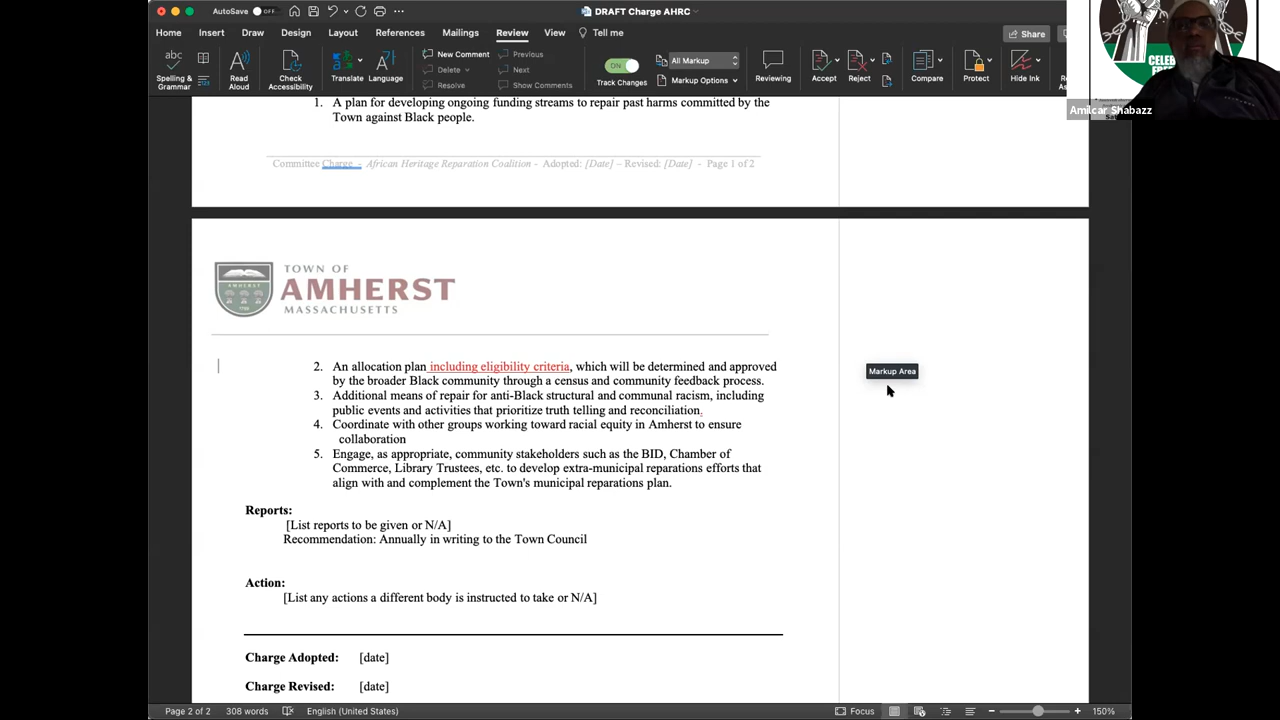 AutoSave OFF DRAFT Charge AHRC
Home Insert Draw Design Layout References Mailings Review View Tell me Share
Spelling & Grammar
Read Aloud
Check Accessibility
Translate Language
New Comment
Delete
Resolve
Previous
Next
Show Comments
ON
Track Changes
All Markup
Markup Options
Reviewing
Accept Reject
Compare
Protect
Hide Ink
CELEB
Amilcar Shabazz
1. A plan for developing ongoing funding streams to repair past harms committed by the
Town against Black people.
Committee Charge - African Heritage Reparation Coalition - Adopted: [Date] – Revised: [Date] - Page 1 of 2
TOWN OF
AMHERST
MASSACHUSETTS
2. An allocation plan including eligibility criteria, which will be determined and approved
by the broader Black community through a census and community feedback process.
3. Additional means of repair for anti-Black structural and communal racism, including
public events and activities that prioritize truth telling and reconciliation.
4. Coordinate with other groups working toward racial equity in Amherst to ensure
collaboration
5. Engage, as appropriate, community stakeholders such as the BID, Chamber of
Commerce, Library Trustees, etc. to develop extra-municipal reparations efforts that
align with and complement the Town's municipal reparations plan.
Markup Area
Reports:
[List reports to be given or N/A]
Recommendation: Annually in writing to the Town Council
Action:
[List any actions a different body is instructed to take or N/A]
Charge Adopted: [date]
Charge Revised: [date]
Page 2 of 2 308 words English (United States) Focus 150%